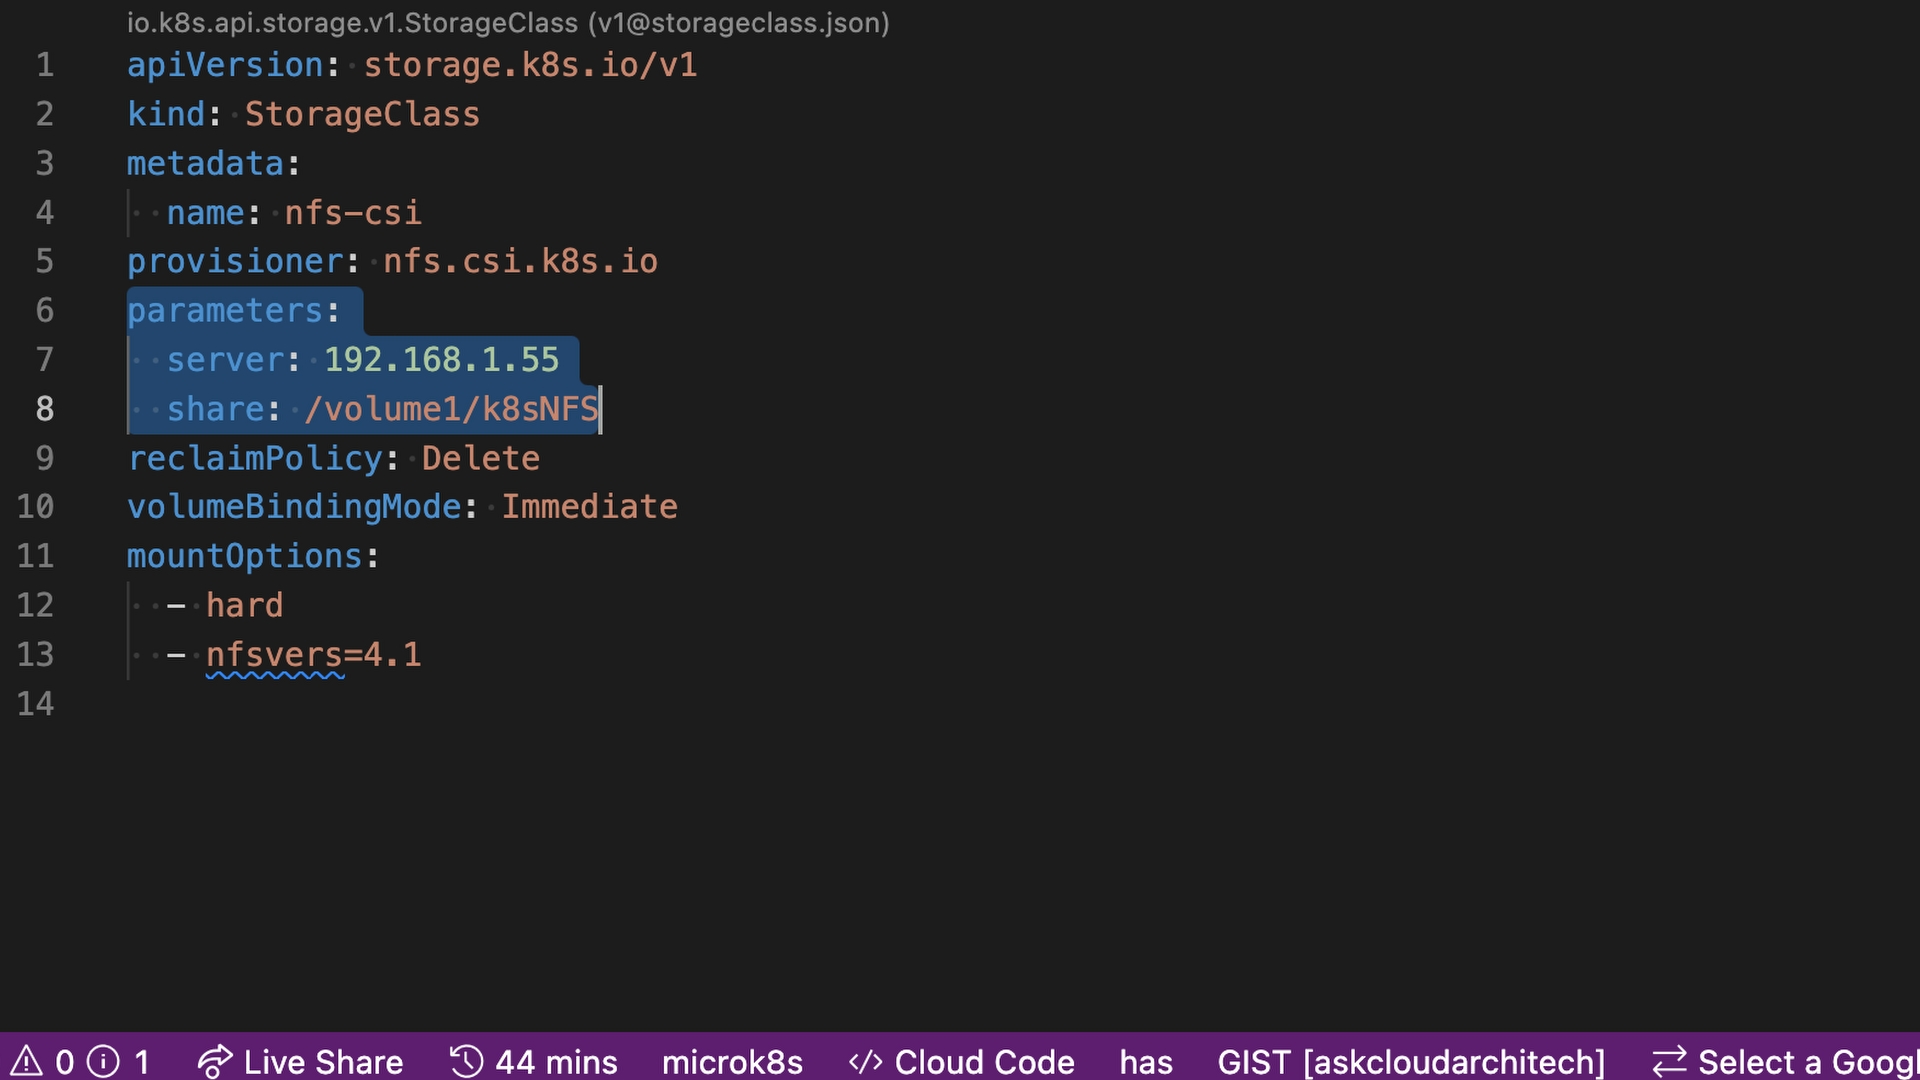 io.k8s.api.storage.v1.StorageClass (v1@storageclass.json)
1 apiVersion: storage.k8s.io/v1
2 kind: StorageClass
3 metadata:
4   name: nfs-csi
5 provisioner: nfs.csi.k8s.io
6 parameters:
7   server: 192.168.1.55
8   share: /volume1/k8sNFS
9 reclaimPolicy: Delete
10 volumeBindingMode: Immediate
11 mountOptions:
12   - hard
13   - nfsvers=4.1
14
0 1 Live Share 44 mins microk8s </> Cloud Code has GIST [askcloudarchitech] Select a Googl